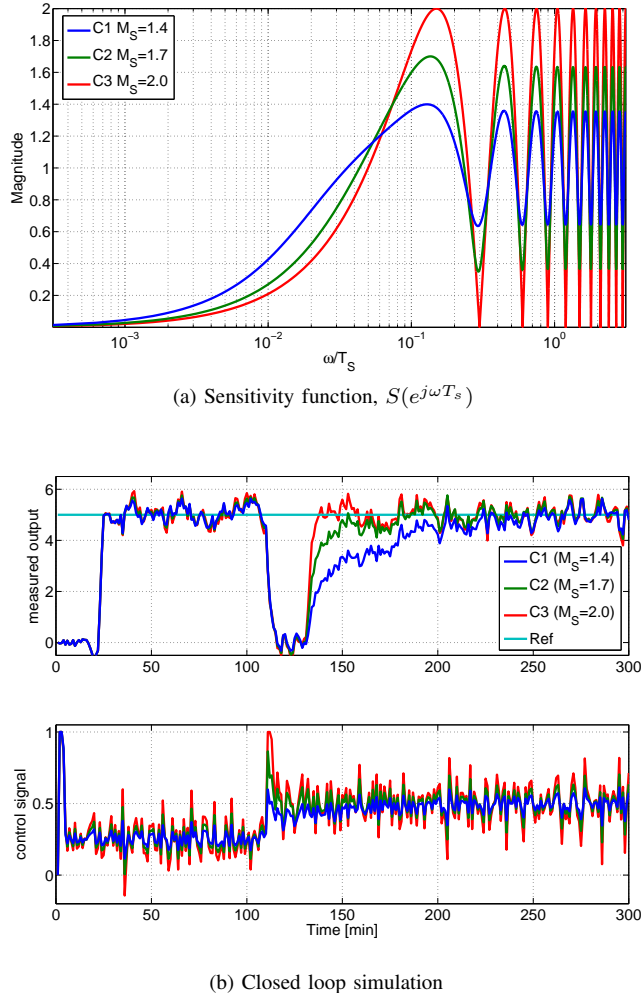 2
1.8
1.6
1.4
1.2
1
0.8
0.6
0.4
0.2
Magnitude
C1 M_S=1.4
C2 M_S=1.7
C3 M_S=2.0
10^{-3}
10^{-2}
10^{-1}
10^0
ω/T_S
(a) Sensitivity function, S(e^{jωT_s})
6
4
2
0
measured output
C1 (M_S=1.4)
C2 (M_S=1.7)
C3 (M_S=2.0)
Ref
0 50 100 150 200 250 300
1
0.5
0
control signal
0 50 100 150 200 250 300
Time [min]
(b) Closed loop simulation